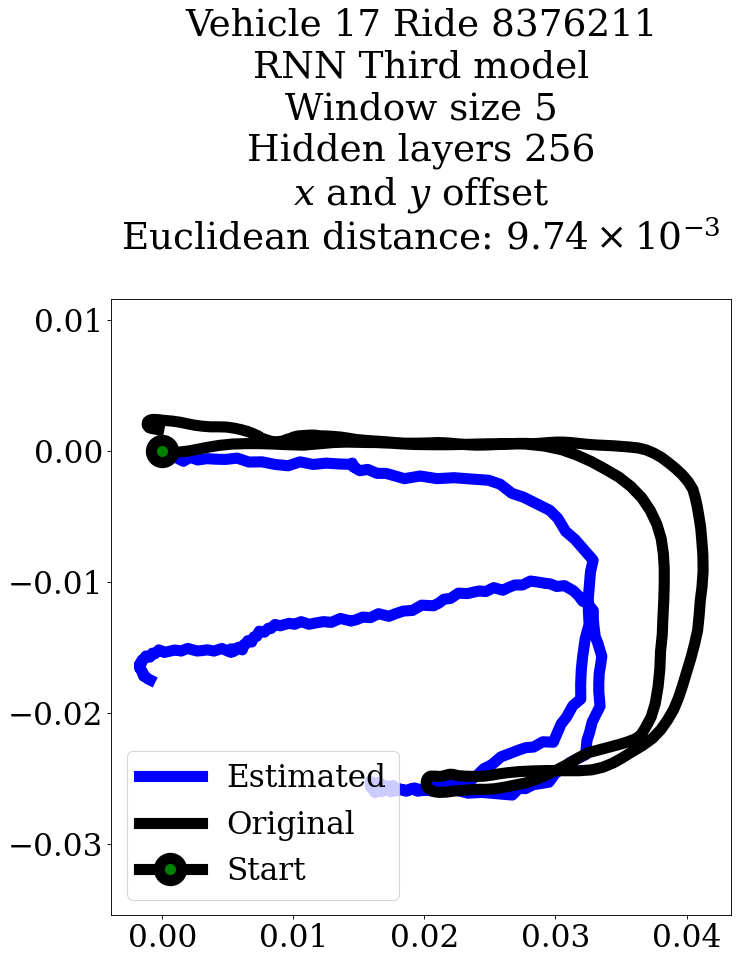 Vehicle 17 Ride 8376211
RNN Third model
Window size 5
Hidden layers 256
x and y offset
Euclidean distance: 9.74 × 10⁻³
0.01
0.00
−0.01
−0.02
−0.03
Estimated
Original
Start
0.00 0.01 0.02 0.03 0.04